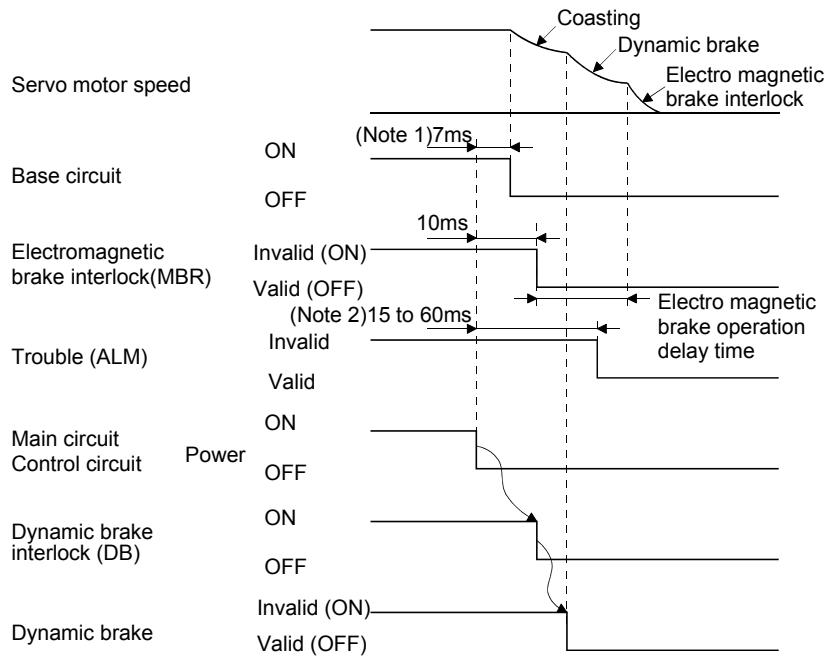 Coasting
Dynamic brake
Electro magnetic
brake interlock
Servo motor speed
(Note 1)7ms
ON
Base circuit
OFF
10ms
Electromagnetic
brake interlock(MBR)
Invalid (ON)
Valid (OFF)
(Note 2)15 to 60ms
Electro magnetic
brake operation
delay time
Invalid
Trouble (ALM)
Valid
ON
Main circuit
Control circuit
Power
OFF
ON
Dynamic brake
interlock (DB)
OFF
Invalid (ON)
Dynamic brake
Valid (OFF)